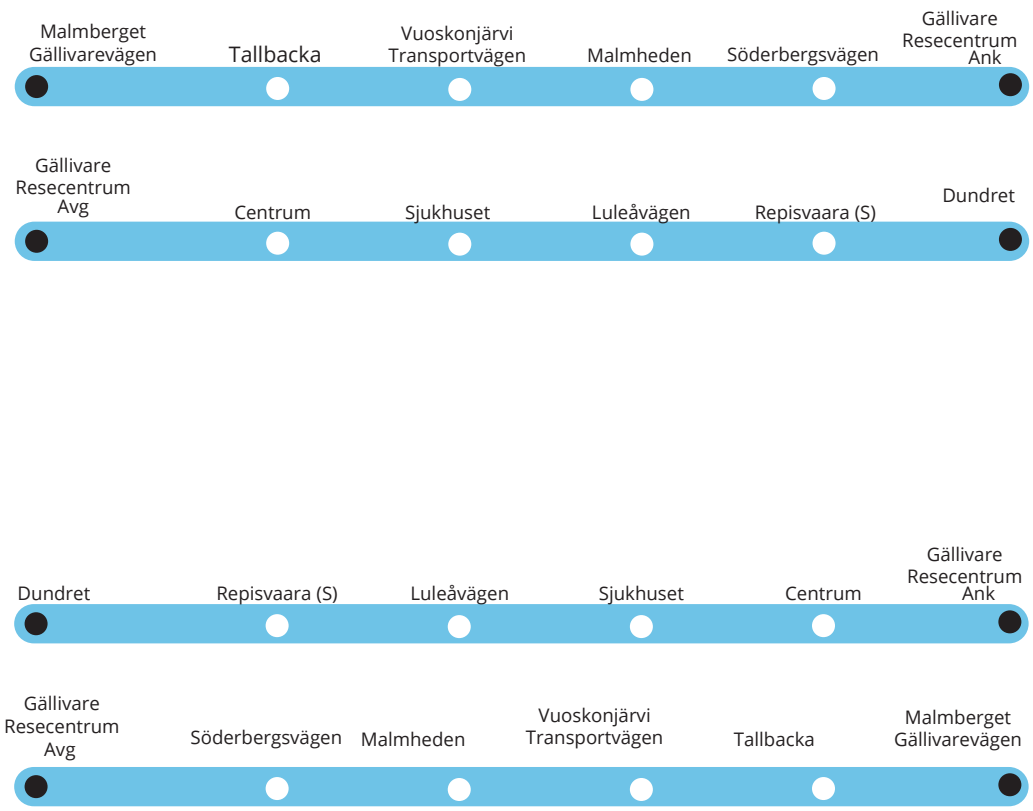 Malmberget
Gällivarevägen
Tallbacka
Vuoskonjärvi
Transportvägen
Malmheden
Söderbergsvägen
Gällivare
Resecentrum
Ank
Gällivare
Resecentrum
Avg
Centrum
Sjukhuset
Luleåvägen
Repisvaara (S)
Dundret
Dundret
Repisvaara (S)
Luleåvägen
Sjukhuset
Centrum
Gällivare
Resecentrum
Ank
Gällivare
Resecentrum
Avg
Söderbergsvägen
Malmheden
Vuoskonjärvi
Transportvägen
Tallbacka
Malmberget
Gällivarevägen